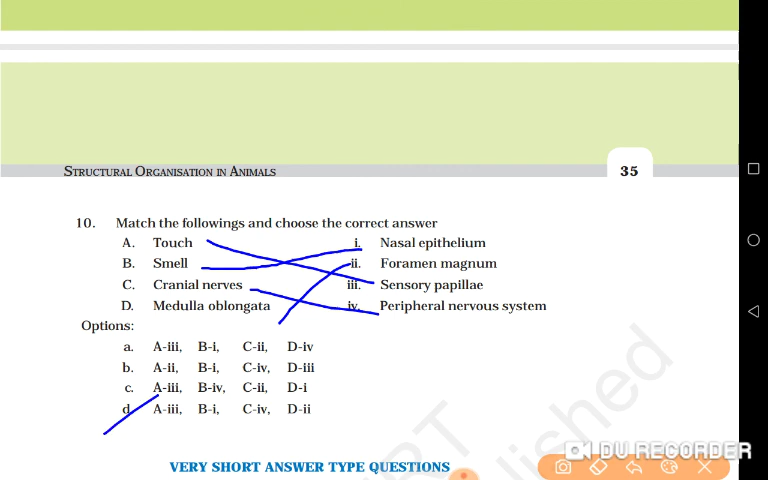 STRUCTURAL ORGANISATION IN ANIMALS 35
10. Match the followings and choose the correct answer
A. Touch i. Nasal epithelium
B. Smell ii. Foramen magnum
C. Cranial nerves iii. Sensory papillae
D. Medulla oblongata iv. Peripheral nervous system
Options:
a. A-iii, B-i, C-ii, D-iv
b. A-ii, B-i, C-iv, D-iii
c. A-iii, B-iv, C-ii, D-i
d. A-iii, B-i, C-iv, D-ii
VERY SHORT ANSWER TYPE QUESTIONS
DU RECORDER